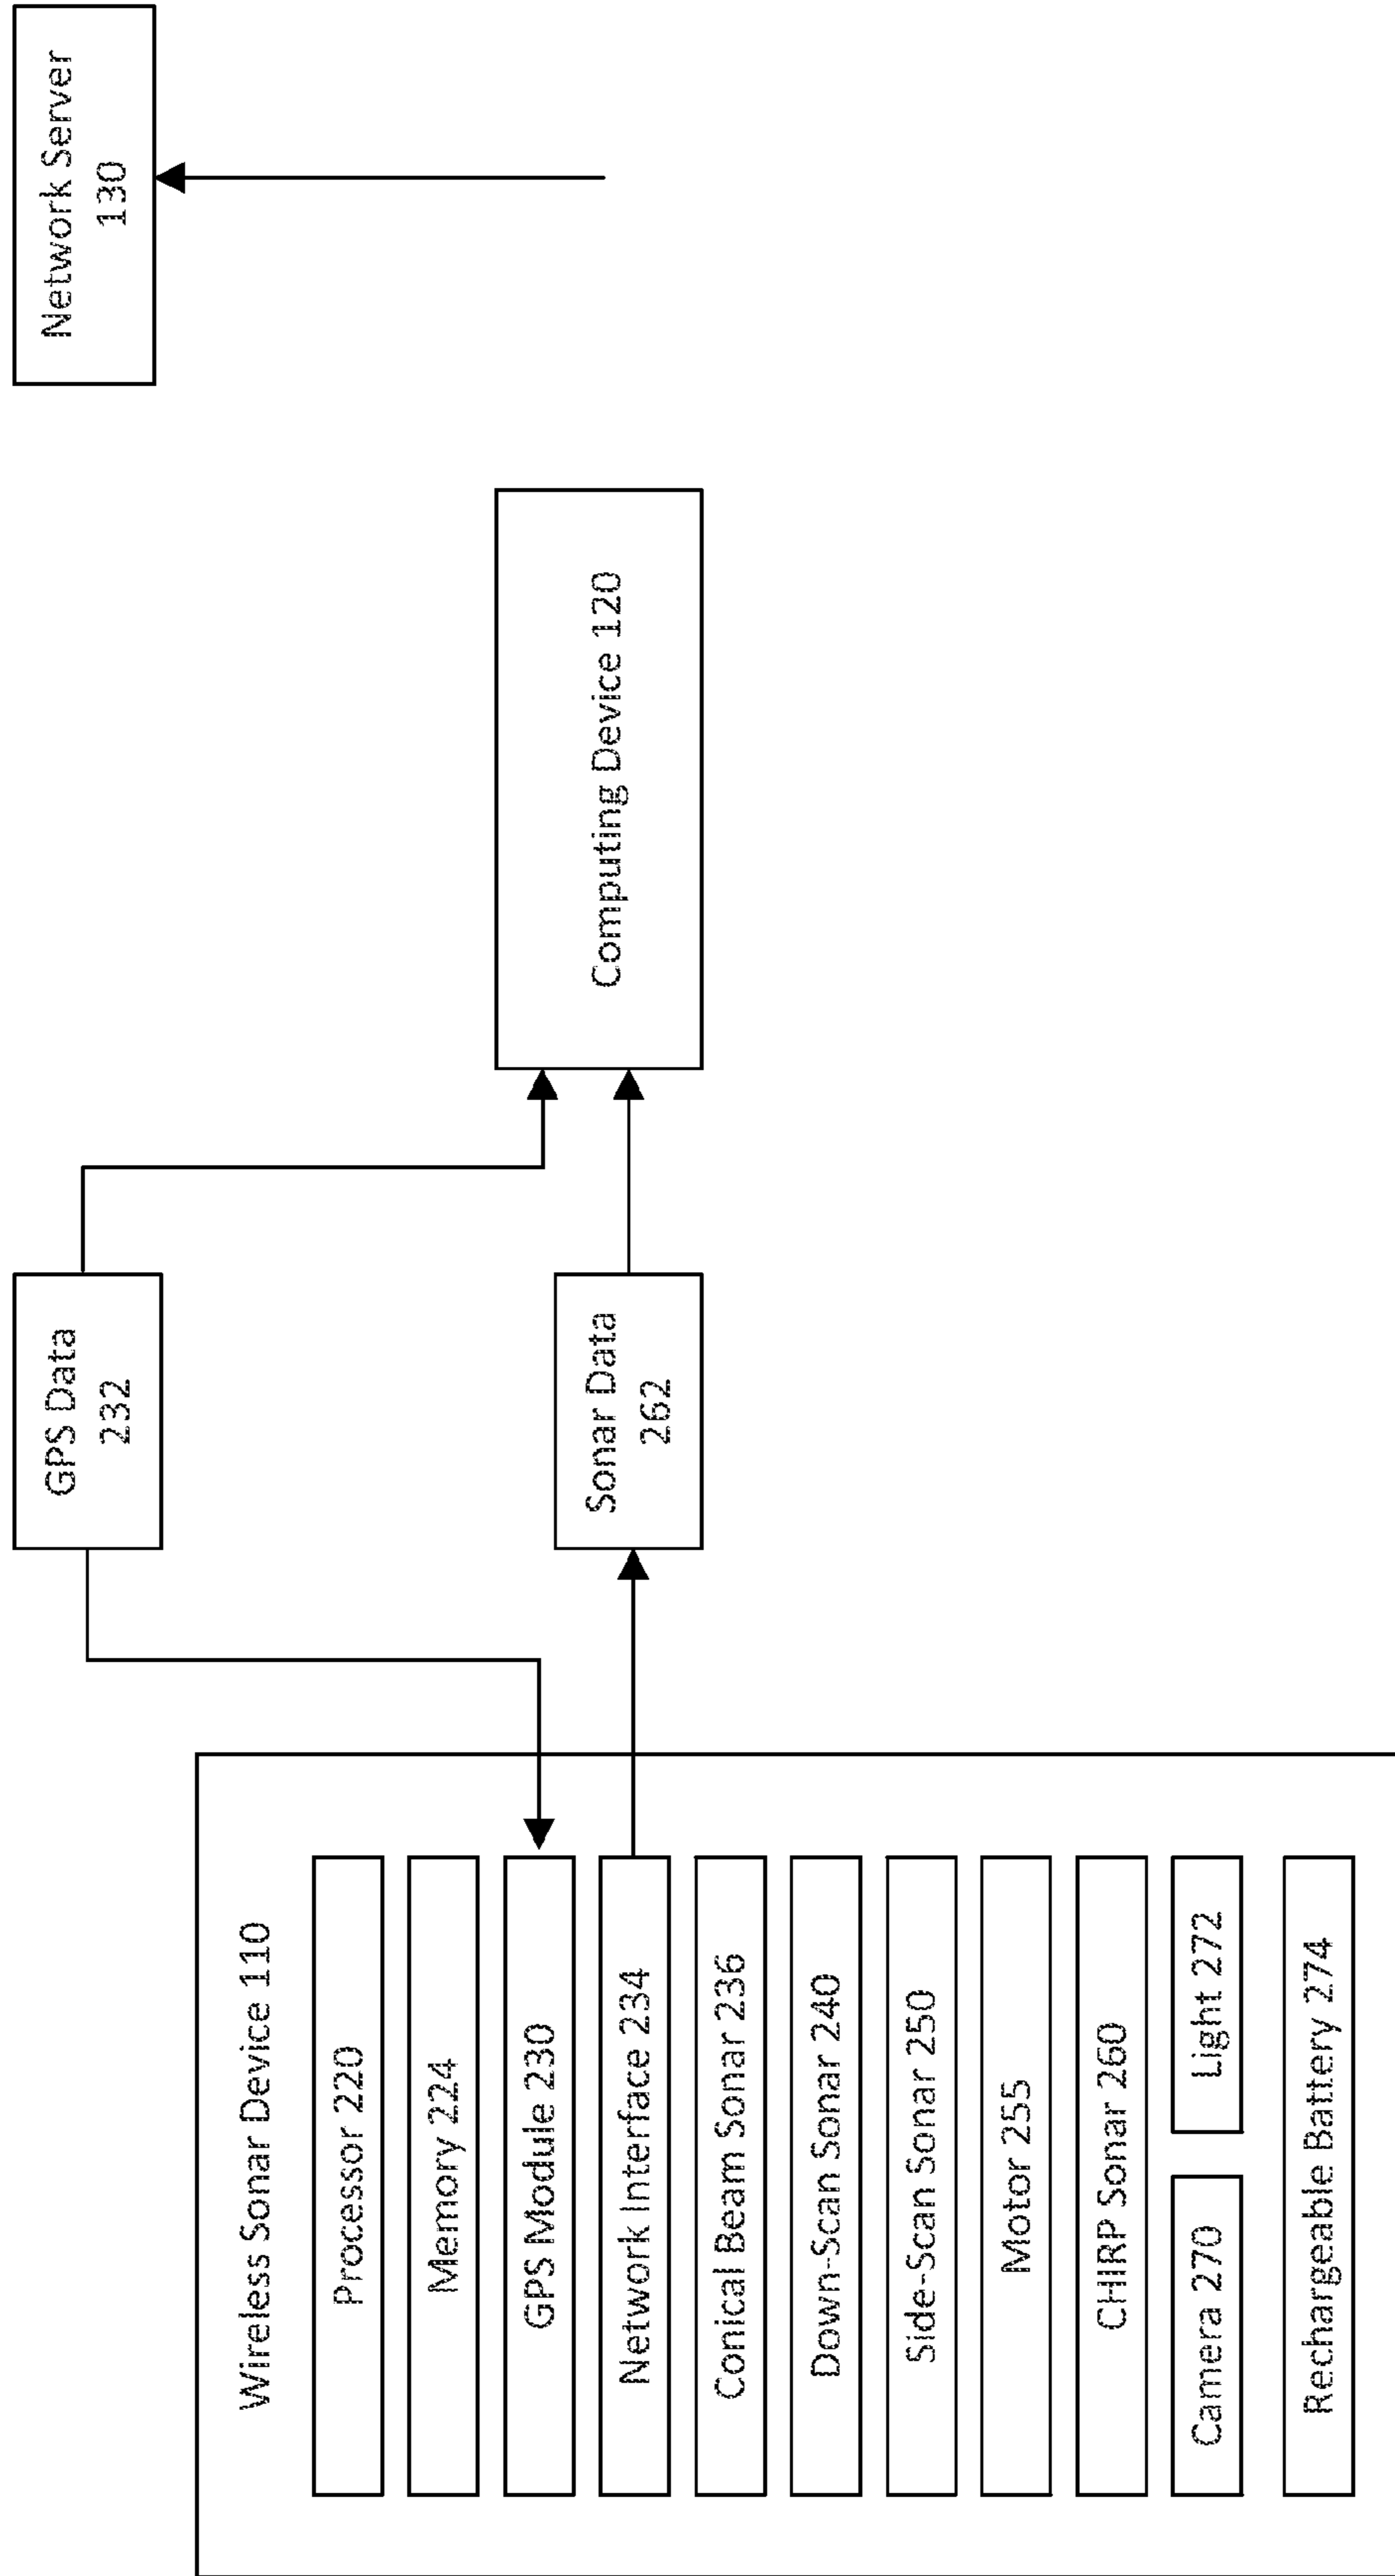 Wireless Sonar Device 110
Processor 220
Memory 224
GPS Module 230
Network Interface 234
Conical Beam Sonar 236
Down-Scan Sonar 240
Side-Scan Sonar 250
Motor 255
CHIRP Sonar 260
Camera 270
Light 272
Rechargeable Battery 274
GPS Data
232
Sonar Data
262
Computing Device 120
Network Server
130